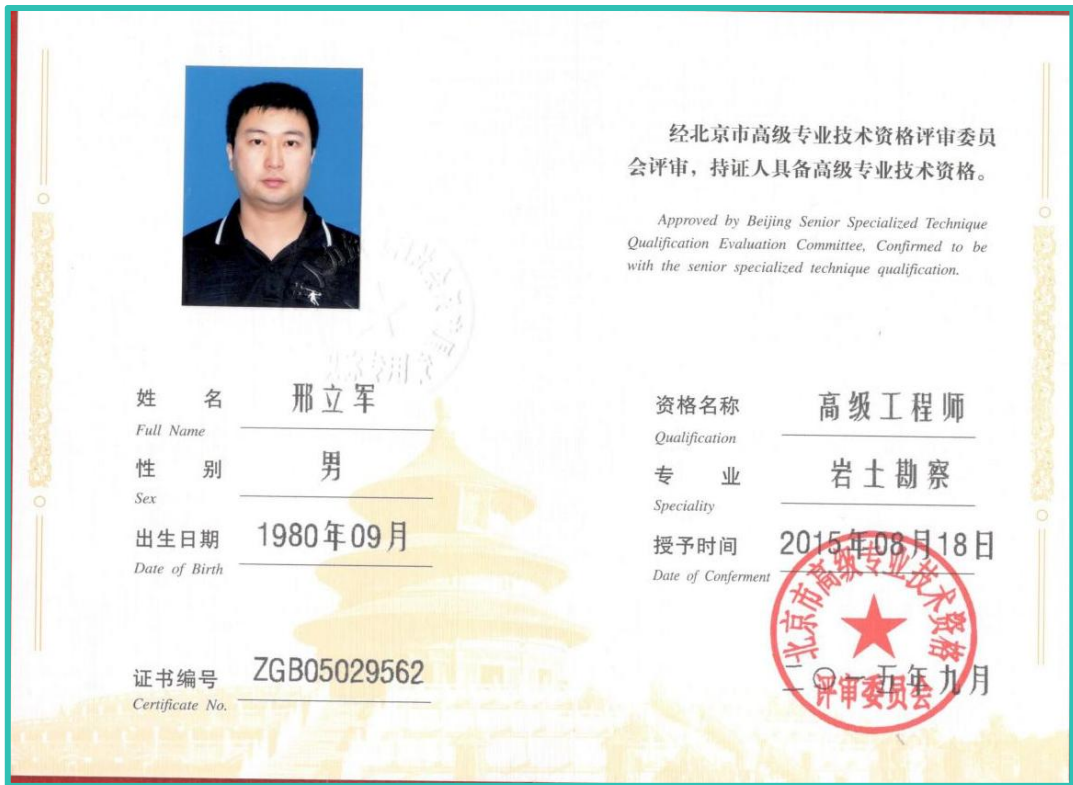 经北京市高级专业技术资格评审委员
会评审，持证人具备高级专业技术资格。
Approved by Beijing Senior Specialized Technique
Qualification Evaluation Committee, Confirmed to be
with the senior specialized technique qualification.
姓 名 邢立军
Full Name
性 别 男
Sex
出生日期 1980年09月
Date of Birth
证书编号 ZGB05029562
Certificate No.
资格名称 高级工程师
Qualification
专 业 岩土勘察
Speciality
授予时间 2015年08月18日
Date of Conferment
北京市高级专业技术资格
评审委员会
二〇一五年九月